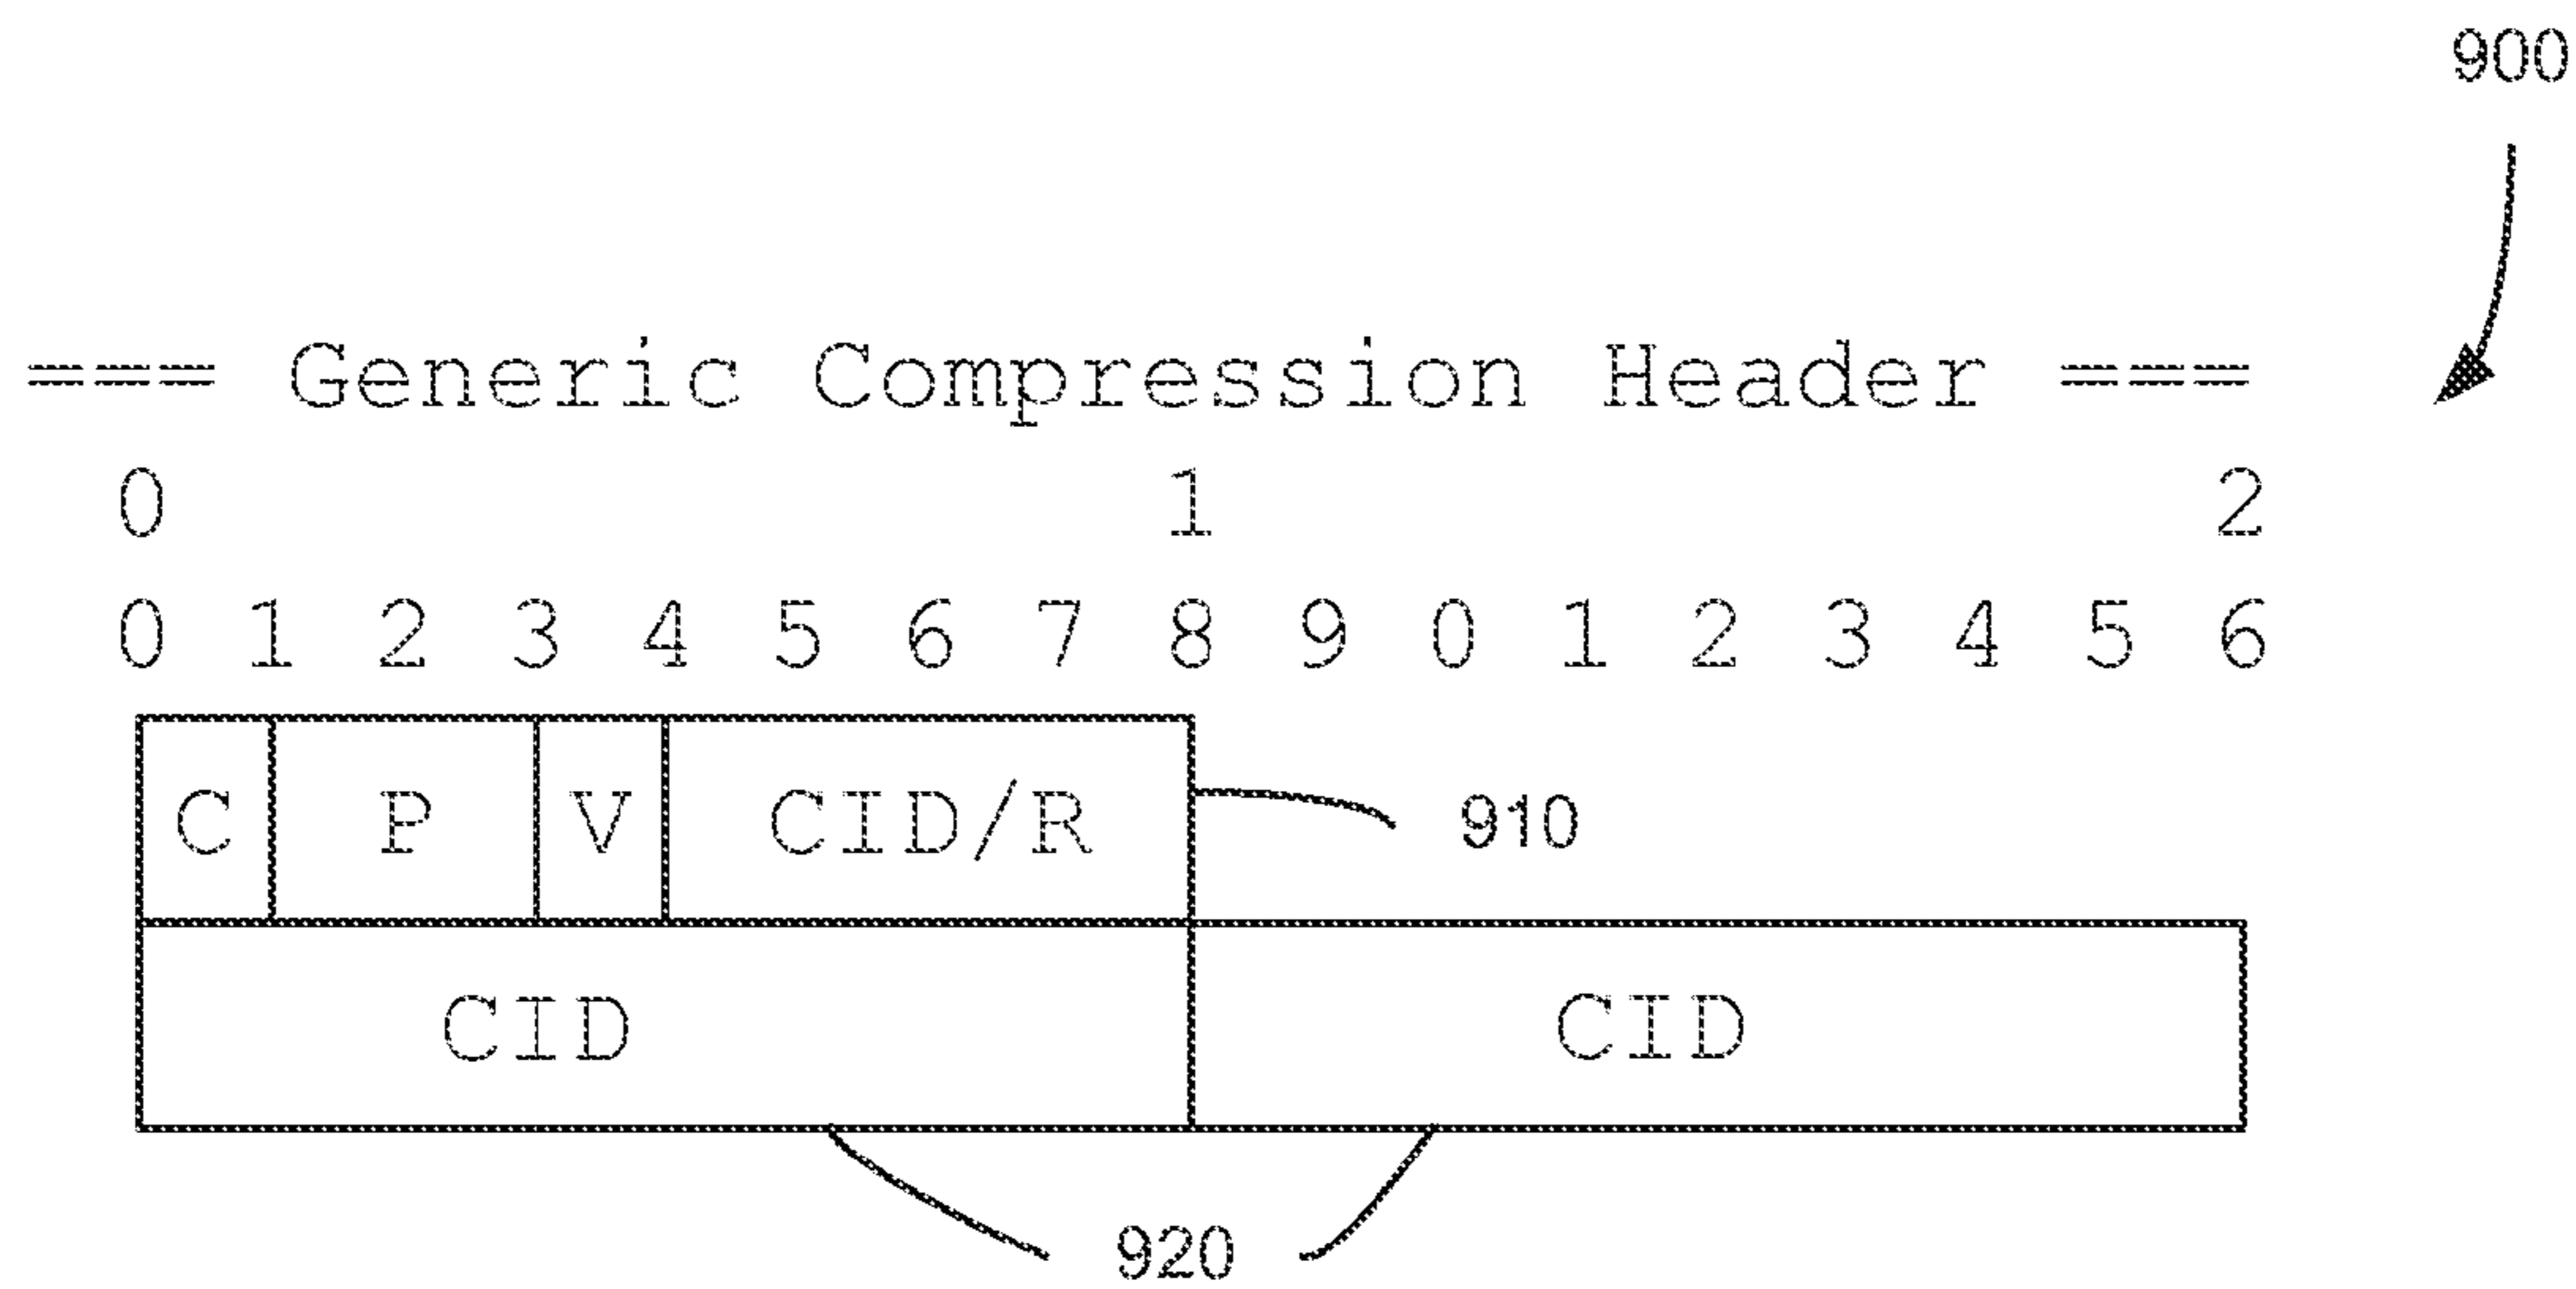 900
=== Generic Compression Header ===
0 1 2
0 1 2 3 4 5 6 7 8 9 0 1 2 3 4 5 6
C P V CID/R 910
CID CID
920